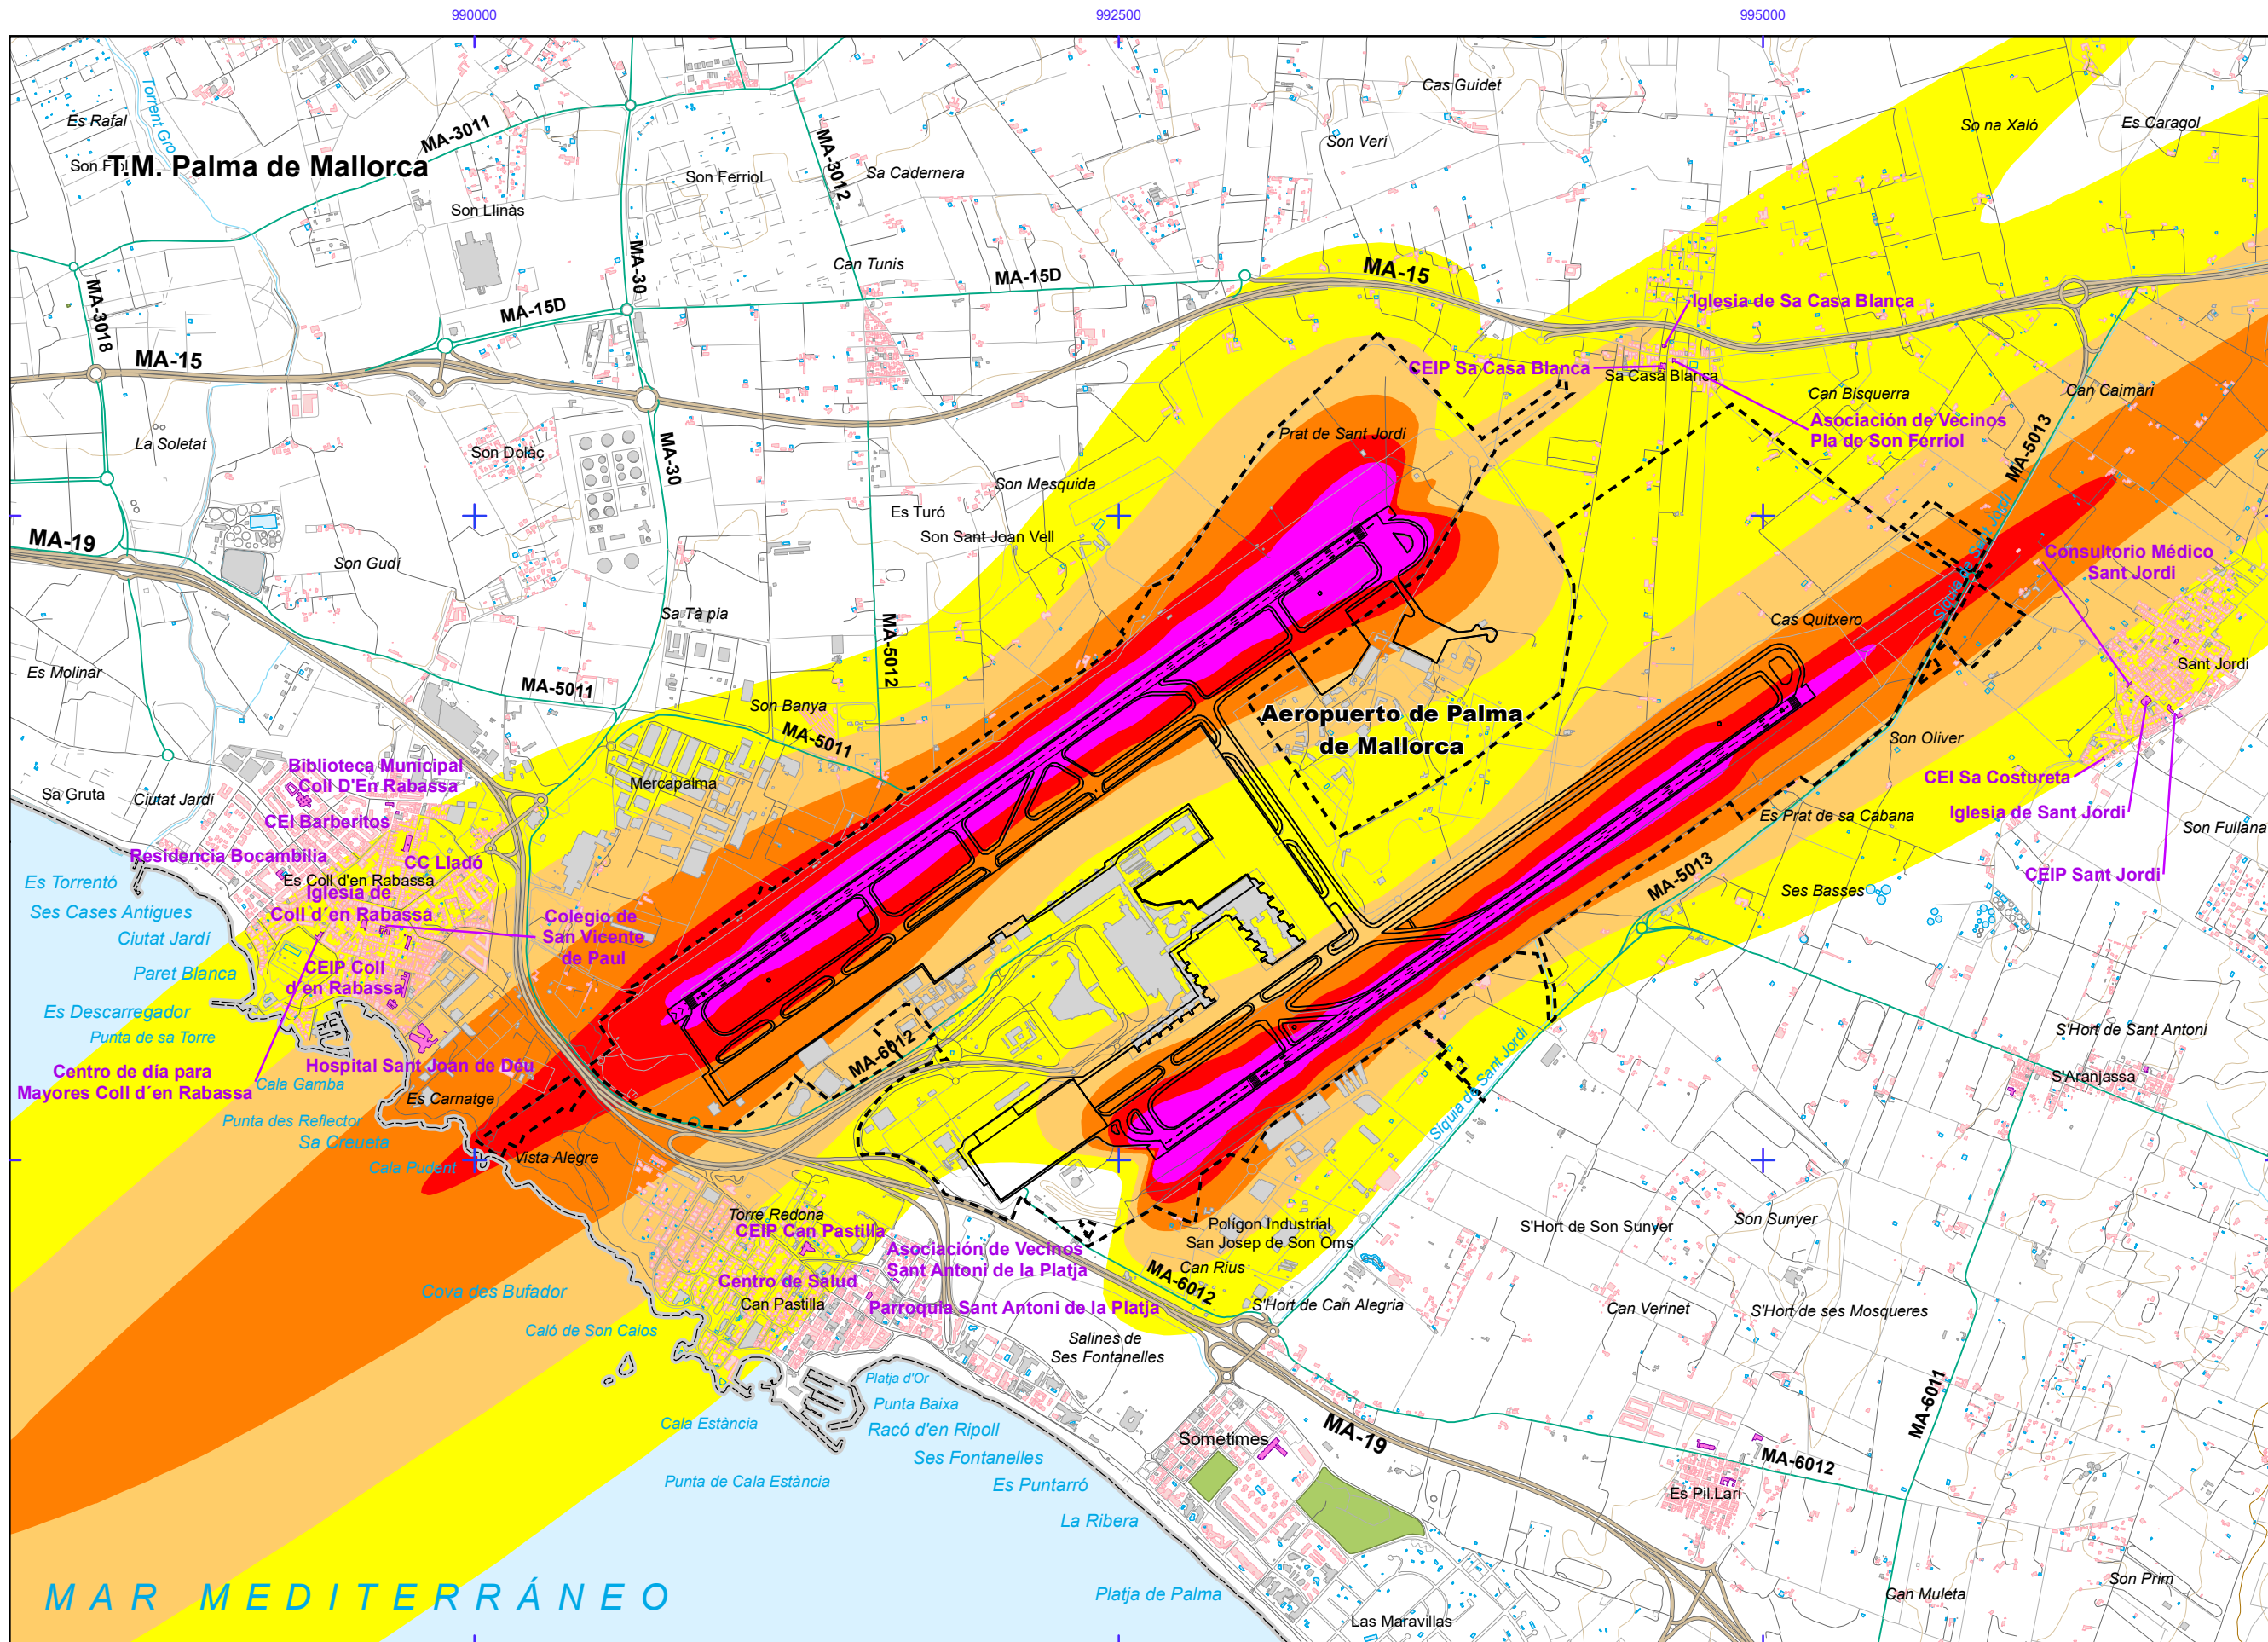 990000
992500
995000
Cas Guidet
Es Rafal
Torrent Gro
MA-3011
So na Xaló
Es Caragol
Son Verí
T.M. Palma de Mallorca
MA-3012
Sa Cadernera
Son Ferriol
Son Llinàs
MA-30
Can Tunis
MA-15D
MA-15
MA-3018
MA-15D
Iglesia de Sa Casa Blanca
MA-15
CEIP Sa Casa Blanca
Sa Casa Blanca
Can Bisquerra
Can Caimari
Asociación de Vecinos
Pla de Son Ferriol
La Soletat
Prat de Sant Jordi
Son Dolaç
MA-30
MA-5013
Son Mesquida
Es Turó
Son Sant Joan Vell
MA-19
Son Gudí
Siquia de Sant Jordi
Consultorio Médico
Sant Jordi
Sa Tà pia
Cas Quitxero
MA-5012
Es Molinar
Sant Jordi
MA-5011
Son Banya
Aeropuerto de Palma
de Mallorca
MA-5011
Son Oliver
Biblioteca Municipal
Coll D'En Rabassa
Mercapalma
CEI Sa Costureta
Sa Gruta
Ciutat Jardí
CEI Barberitos
Iglesia de Sant Jordi
Es Prat de sa Cabana
Son Fullana
Residencia Bocambilia
CC Lladó
MA-5013
CEIP Sant Jordi
Es Torrentó
Es Coll d'en Rabassa
Iglesia de
Coll d´en Rabassa
Ses Basses
Ses Cases Antigues
Colegio de
San Vicente
de Paul
Ciutat Jardí
Paret Blanca
CEIP Coll
d´en Rabassa
Es Descarregador
Punta de sa Torre
S'Hort de Sant Antoni
MA-6012
Hospital Sant Joan de Déu
Centro de día para
Mayores Coll d´en Rabassa
Cala Gamba
Siquia de Sant Jordi
S'Aranjassa
Es Carnatge
Punta des Reflector
Sa Creueta
Cala Pudent
Vista Alegre
Torre Redona
CEIP Can Pastilla
Polígon Industrial
San Josep de Son Oms
S'Hort de Son Sunyer
Son Sunyer
Asociación de Vecinos
Sant Antoni de la Platja
Can Rius
Centro de Salud
MA-6012
Cova des Bufador
Can Pastilla
Parroquia Sant Antoni de la Platja
S'Hort de Can Alegria
Can Verinet
S'Hort de ses Mosqueres
Caló de Son Caios
Salines de
Ses Fontanelles
Platja d'Or
Punta Baixa
MA-6011
Cala Estància
Racó d'en Ripoll
MA-19
Sometimes
Ses Fontanelles
MA-6012
Punta de Cala Estància
Es Puntarró
Es Pil.Larí
La Ribera
MAR MEDITERRÁNEO
Platja de Palma
Can Muleta
Son Prim
Las Maravillas